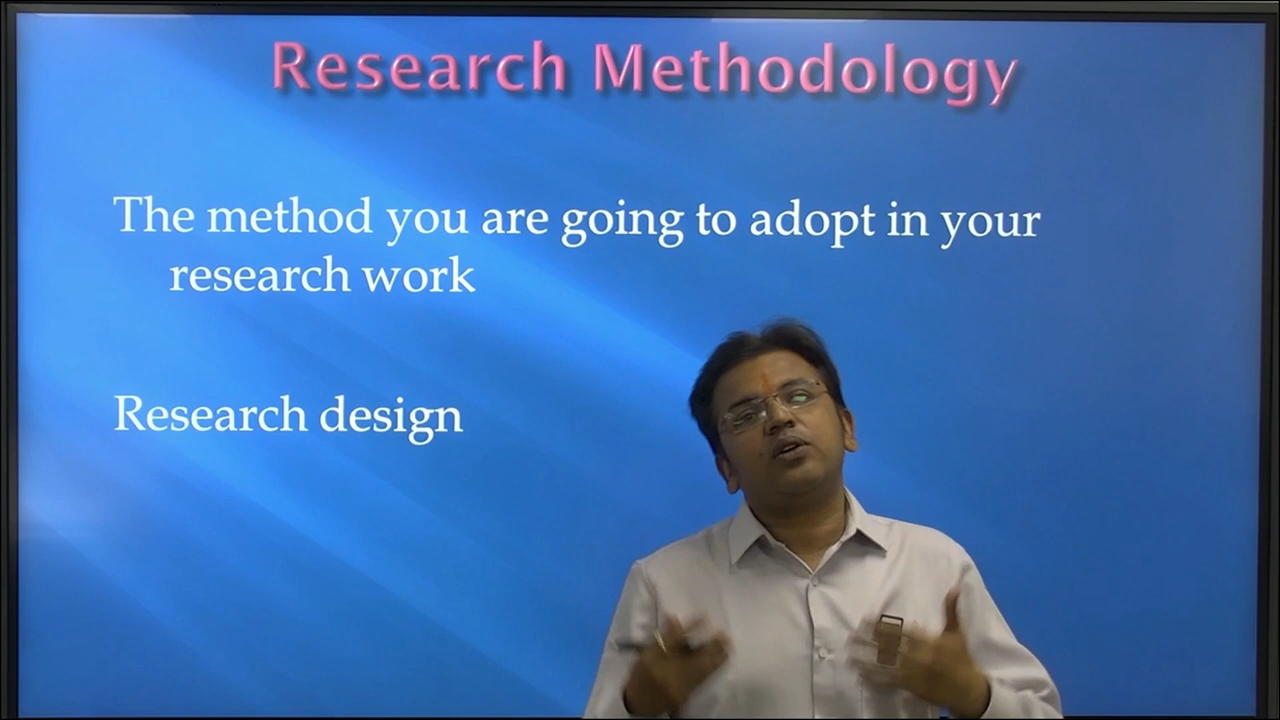 Research Methodology
The method you are going to adopt in your
research work
Research design